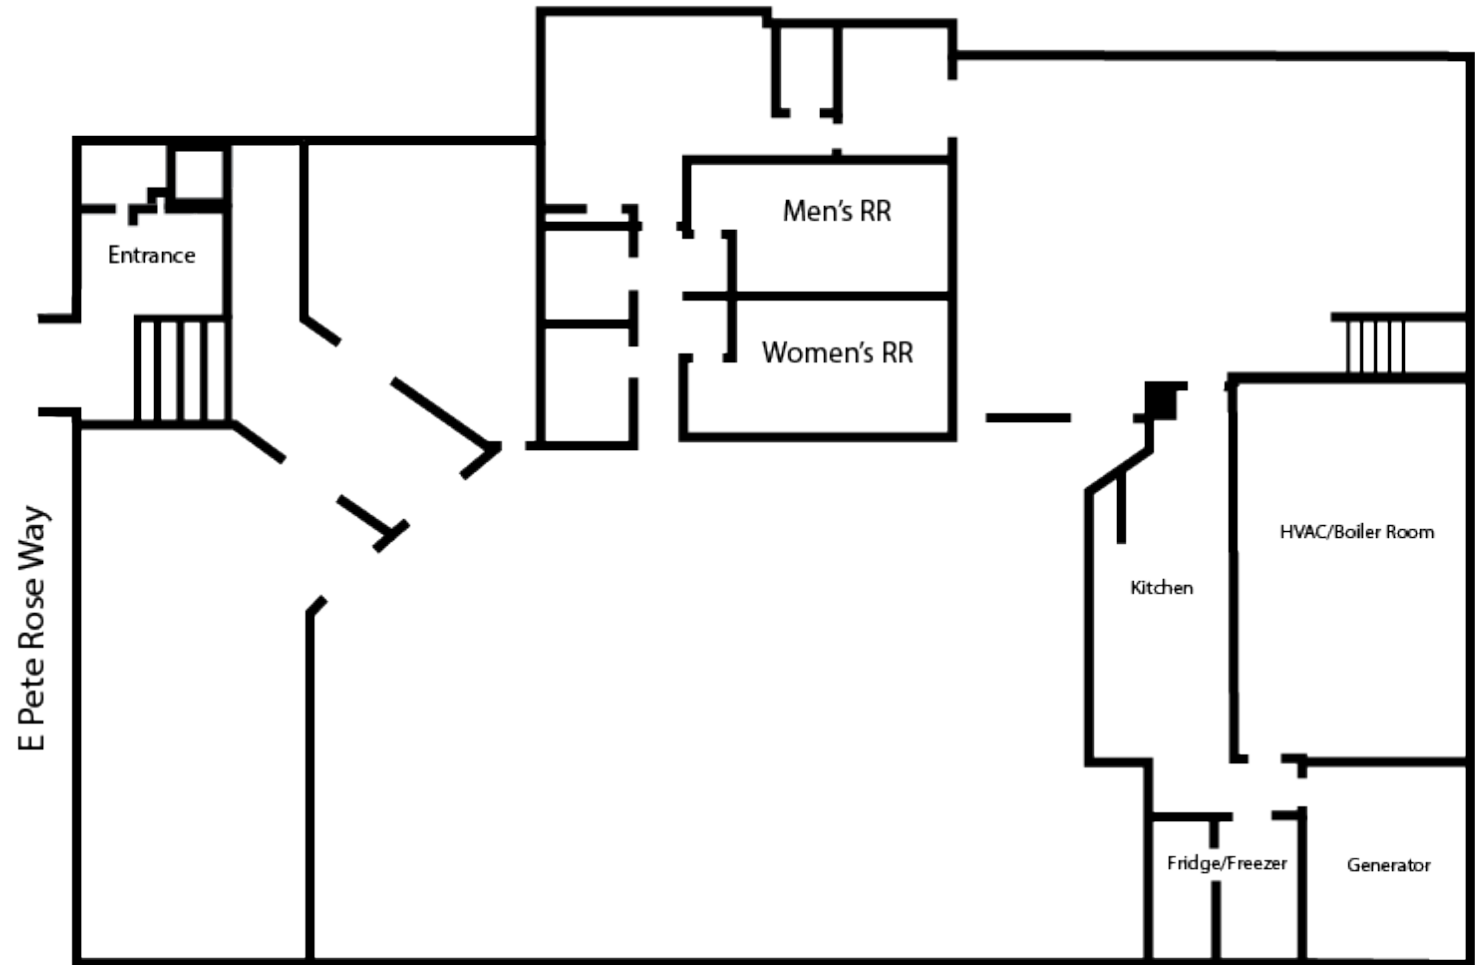 Men's RR
Entrance
Women's RR
E Pete Rose Way
HVAC/Boiler Room
Kitchen
Fridge/Freezer
Generator